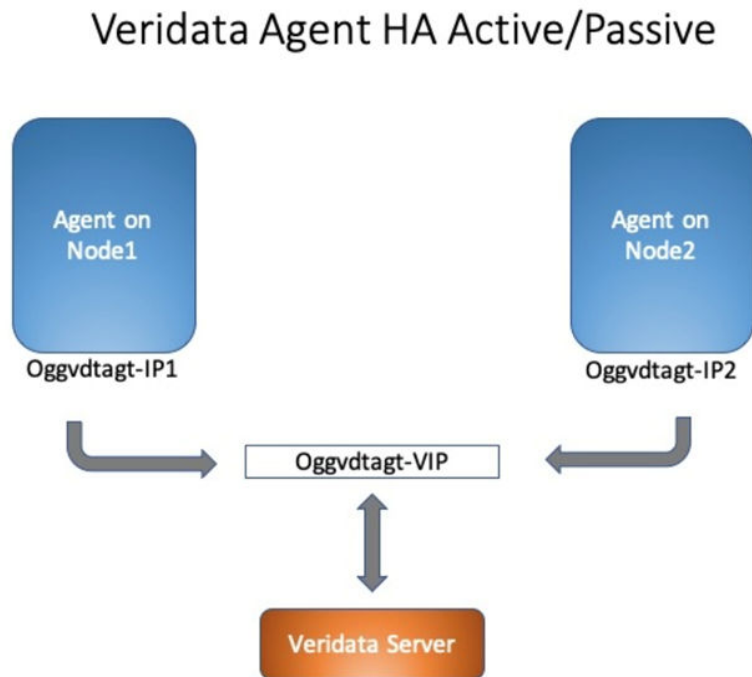 Veridata Agent HA Active/Passive
Agent on
Node1
Agent on
Node2
Oggvdtagt-IP1
Oggvdtagt-IP2
Oggvdtagt-VIP
Veridata Server